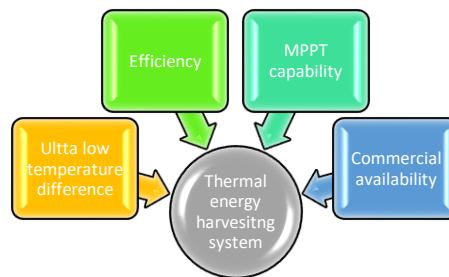 Efficiency
MPPT
capability
Ultta low
temperature
difference
Commercial
availability
Thermal
energy
harvesitng
system